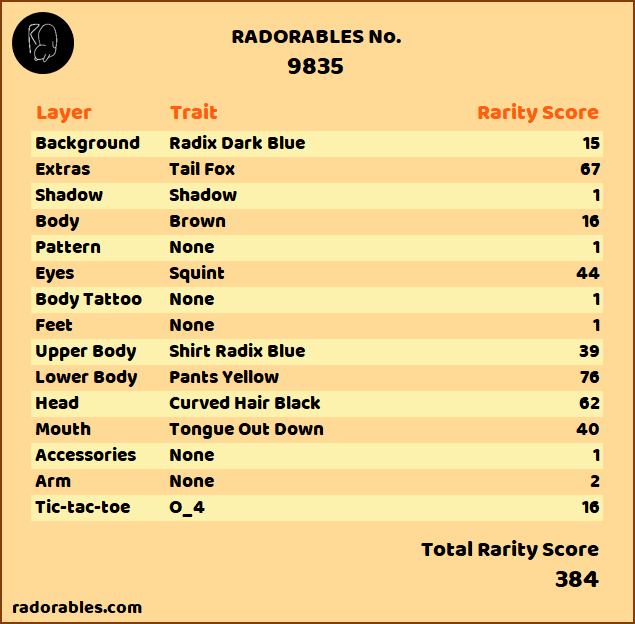 RADORABLES No.
9835
Layer Trait Rarity Score
Background Radix Dark Blue 15
Extras Tail Fox 67
Shadow Shadow 1
Body Brown 16
Pattern None 1
Eyes Squint 44
Body Tattoo None 1
Feet None 1
Upper Body Shirt Radix Blue 39
Lower Body Pants Yellow 76
Head Curved Hair Black 62
Mouth Tongue Out Down 40
Accessories None 1
Arm None 2
Tic-tac-toe O_4 16
Total Rarity Score
384
radorables.com